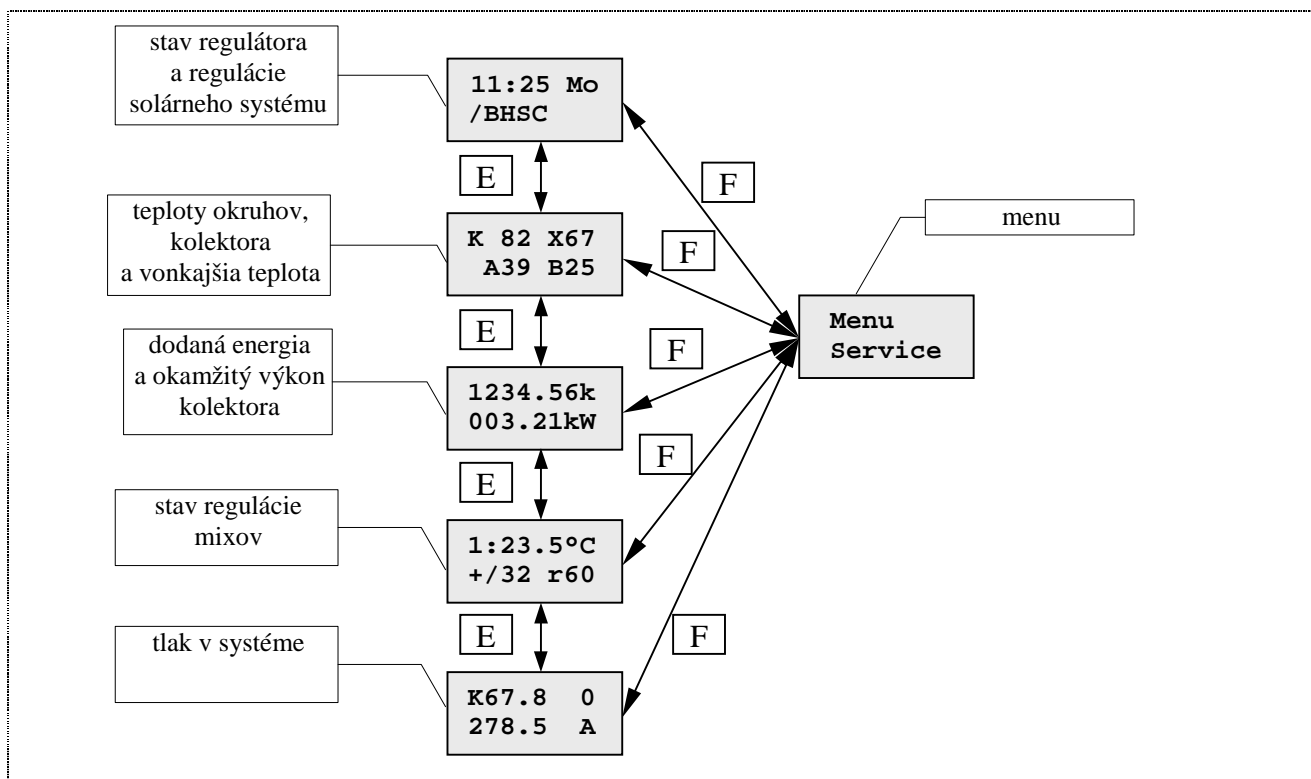 stav regulátora
a regulácie
solárneho systému
11:25 Mo
/BHSC
E
F
teploty okruhov,
kolektora
a vonkajšia teplota
K 82 X67
A39 B25
F
menu
E
Menu
Service
dodaná energia
a okamžitý výkon
kolektora
1234.56k
003.21kW
F
E
F
stav regulácie
mixov
1:23.5°C
+/32 r60
E
F
tlak v systéme
K67.8 0
278.5 A